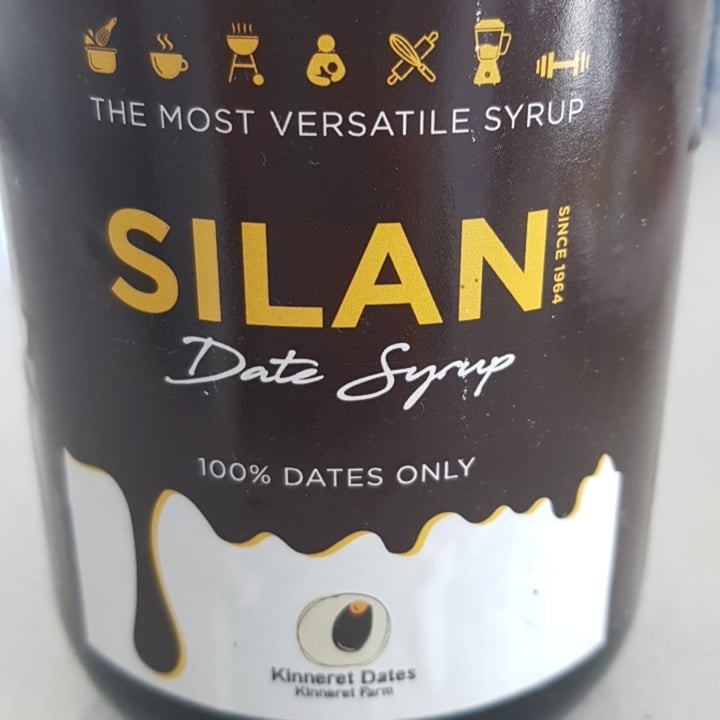 THE MOST VERSATILE SYRUP
SILAN
SINCE 1964
Date Syrup
100% DATES ONLY
Kinneret Dates
Kinneret Farm